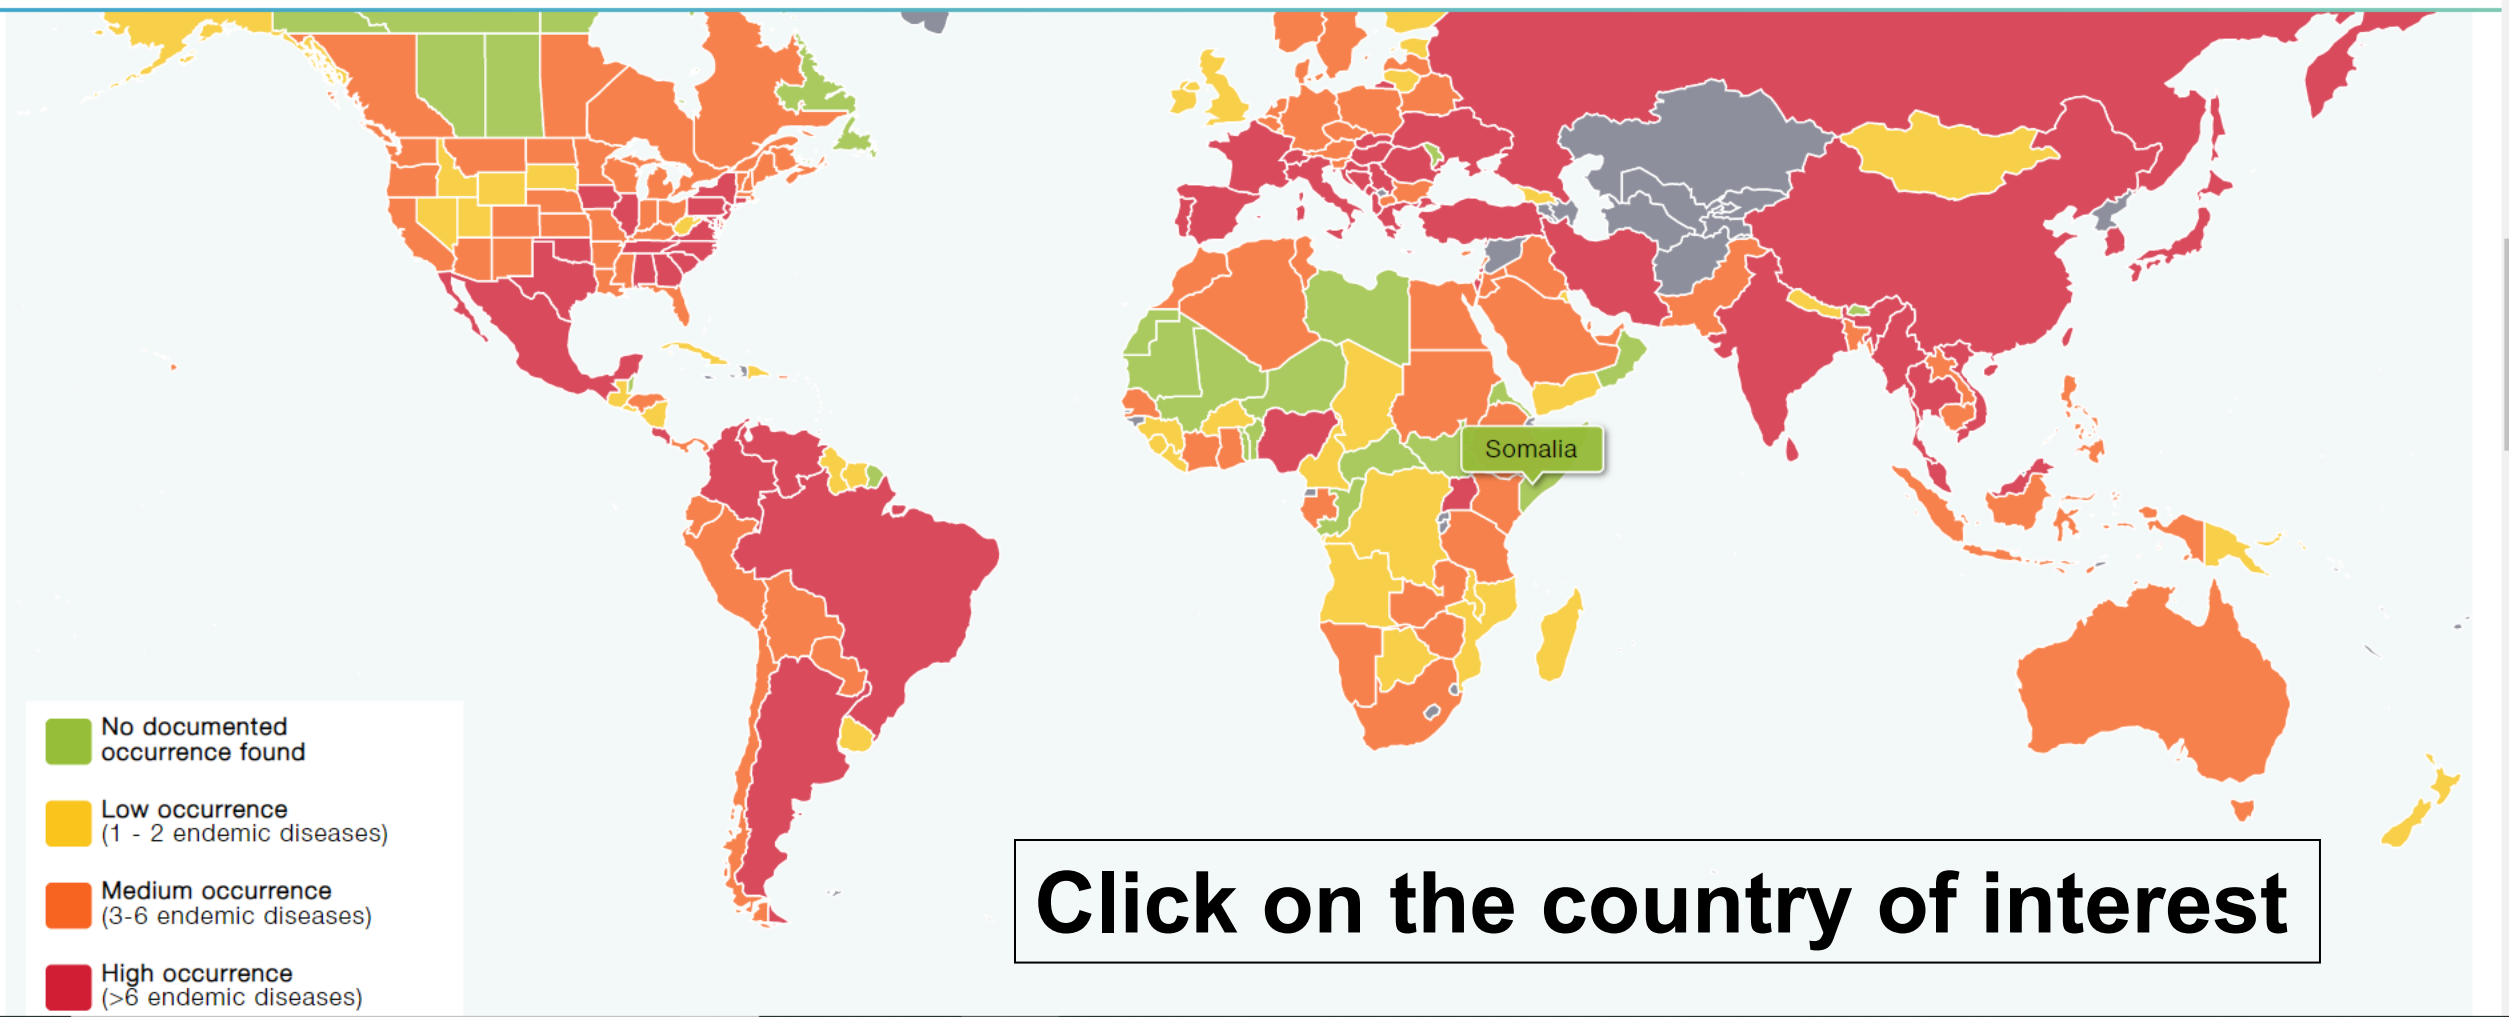 Somalia
No documented
occurrence found
Low occurrence
(1 - 2 endemic diseases)
Medium occurrence
(3-6 endemic diseases)
High occurrence
(>6 endemic diseases)
Click on the country of interest